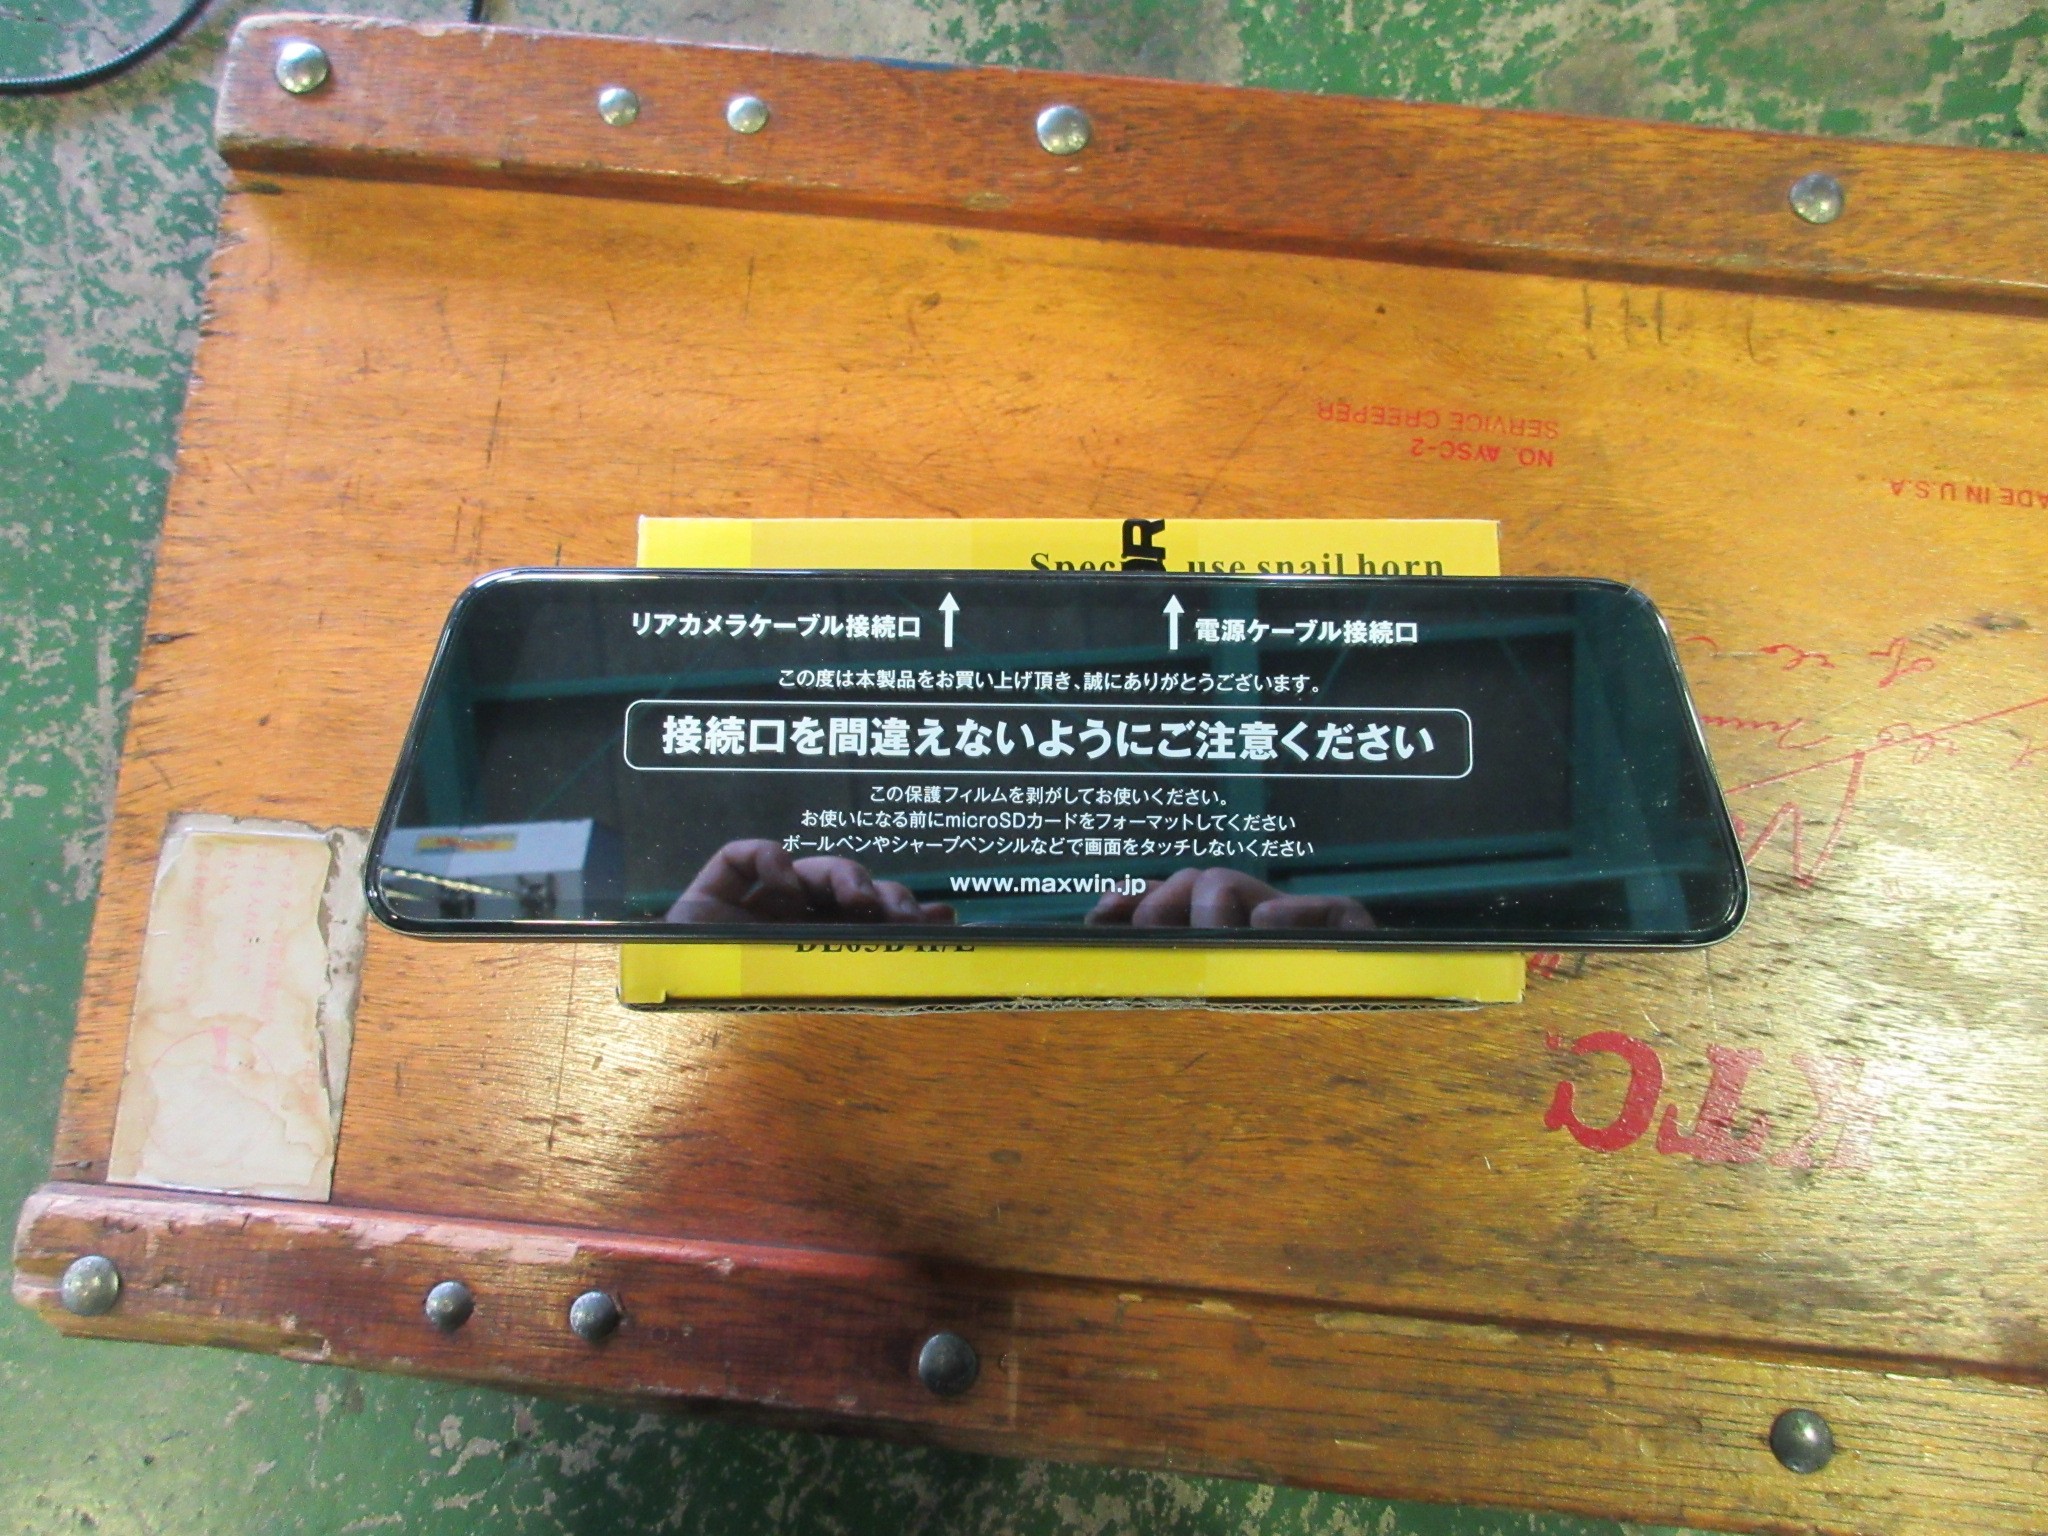 SERVICE CREEPER
NO. AYSC-2
ADE IN U.S.A
use snail horn
リアカメラケーブル接続口
電源ケーブル接続口
この度は本製品をお買い上げ頂き、誠にありがとうございます。
接続口を間違えないようにご注意ください
この保護フィルムを剥がしてお使いください。
お使いになる前にmicroSDカードをフォーマットしてください
ボールペンやシャープペンシルなどで画面をタッチしないください
www.maxwin.jp
KTC